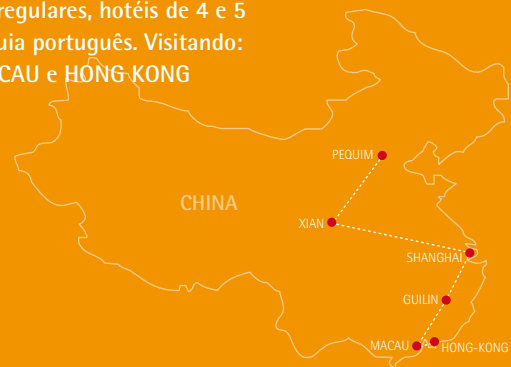 regulares, hotéis de 4 e 5
uia português. Visitando:
CAU e HONG KONG
PEQUIM
CHINA
XIAN
SHANGHAI
GUILIN
MACAU
HONG-KONG